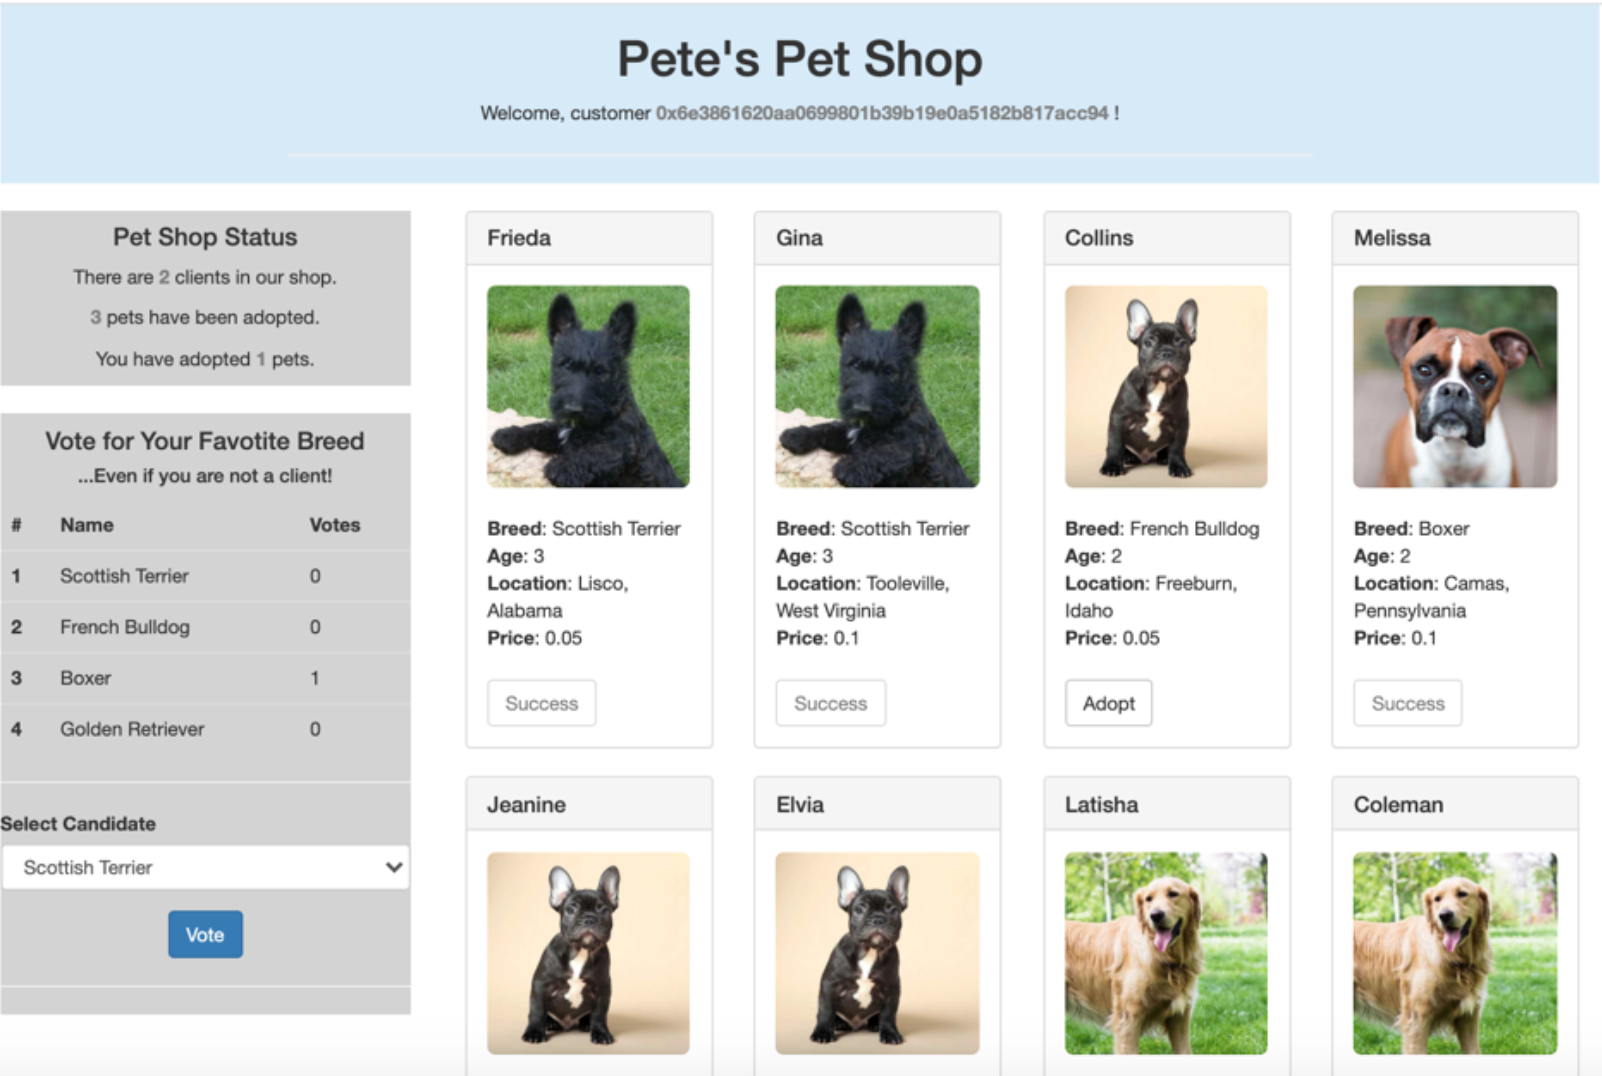 Pete's Pet Shop
Welcome, customer 0x6e3861620aa0699801b39b19e0a5182b817acc94 !
Pet Shop Status
There are 2 clients in our shop.
3 pets have been adopted.
You have adopted 1 pets.
Vote for Your Favotite Breed
...Even if you are not a client!
# Name Votes
1 Scottish Terrier 0
2 French Bulldog 0
3 Boxer 1
4 Golden Retriever 0
Select Candidate
Scottish Terrier
Vote
Frieda
Breed: Scottish Terrier
Age: 3
Location: Lisco,
Alabama
Price: 0.05
Success
Gina
Breed: Scottish Terrier
Age: 3
Location: Tooleville,
West Virginia
Price: 0.1
Success
Collins
Breed: French Bulldog
Age: 2
Location: Freeburn,
Idaho
Price: 0.05
Adopt
Melissa
Breed: Boxer
Age: 2
Location: Camas,
Pennsylvania
Price: 0.1
Success
Jeanine
Elvia
Latisha
Coleman